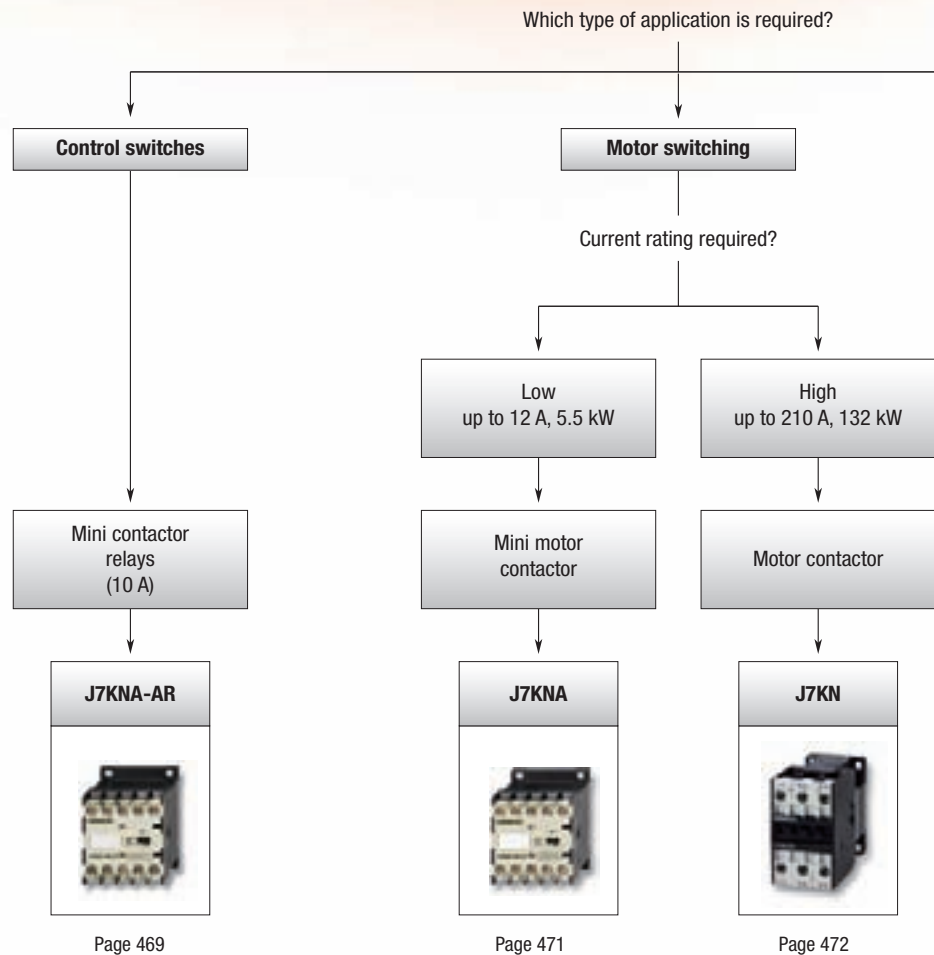 Which type of application is required?
Control switches
Motor switching
Current rating required?
Low
up to 12 A, 5.5 kW
High
up to 210 A, 132 kW
Mini contactor
relays
(10 A)
Mini motor
contactor
Motor contactor
J7KNA-AR
J7KNA
J7KN
Page 469
Page 471
Page 472